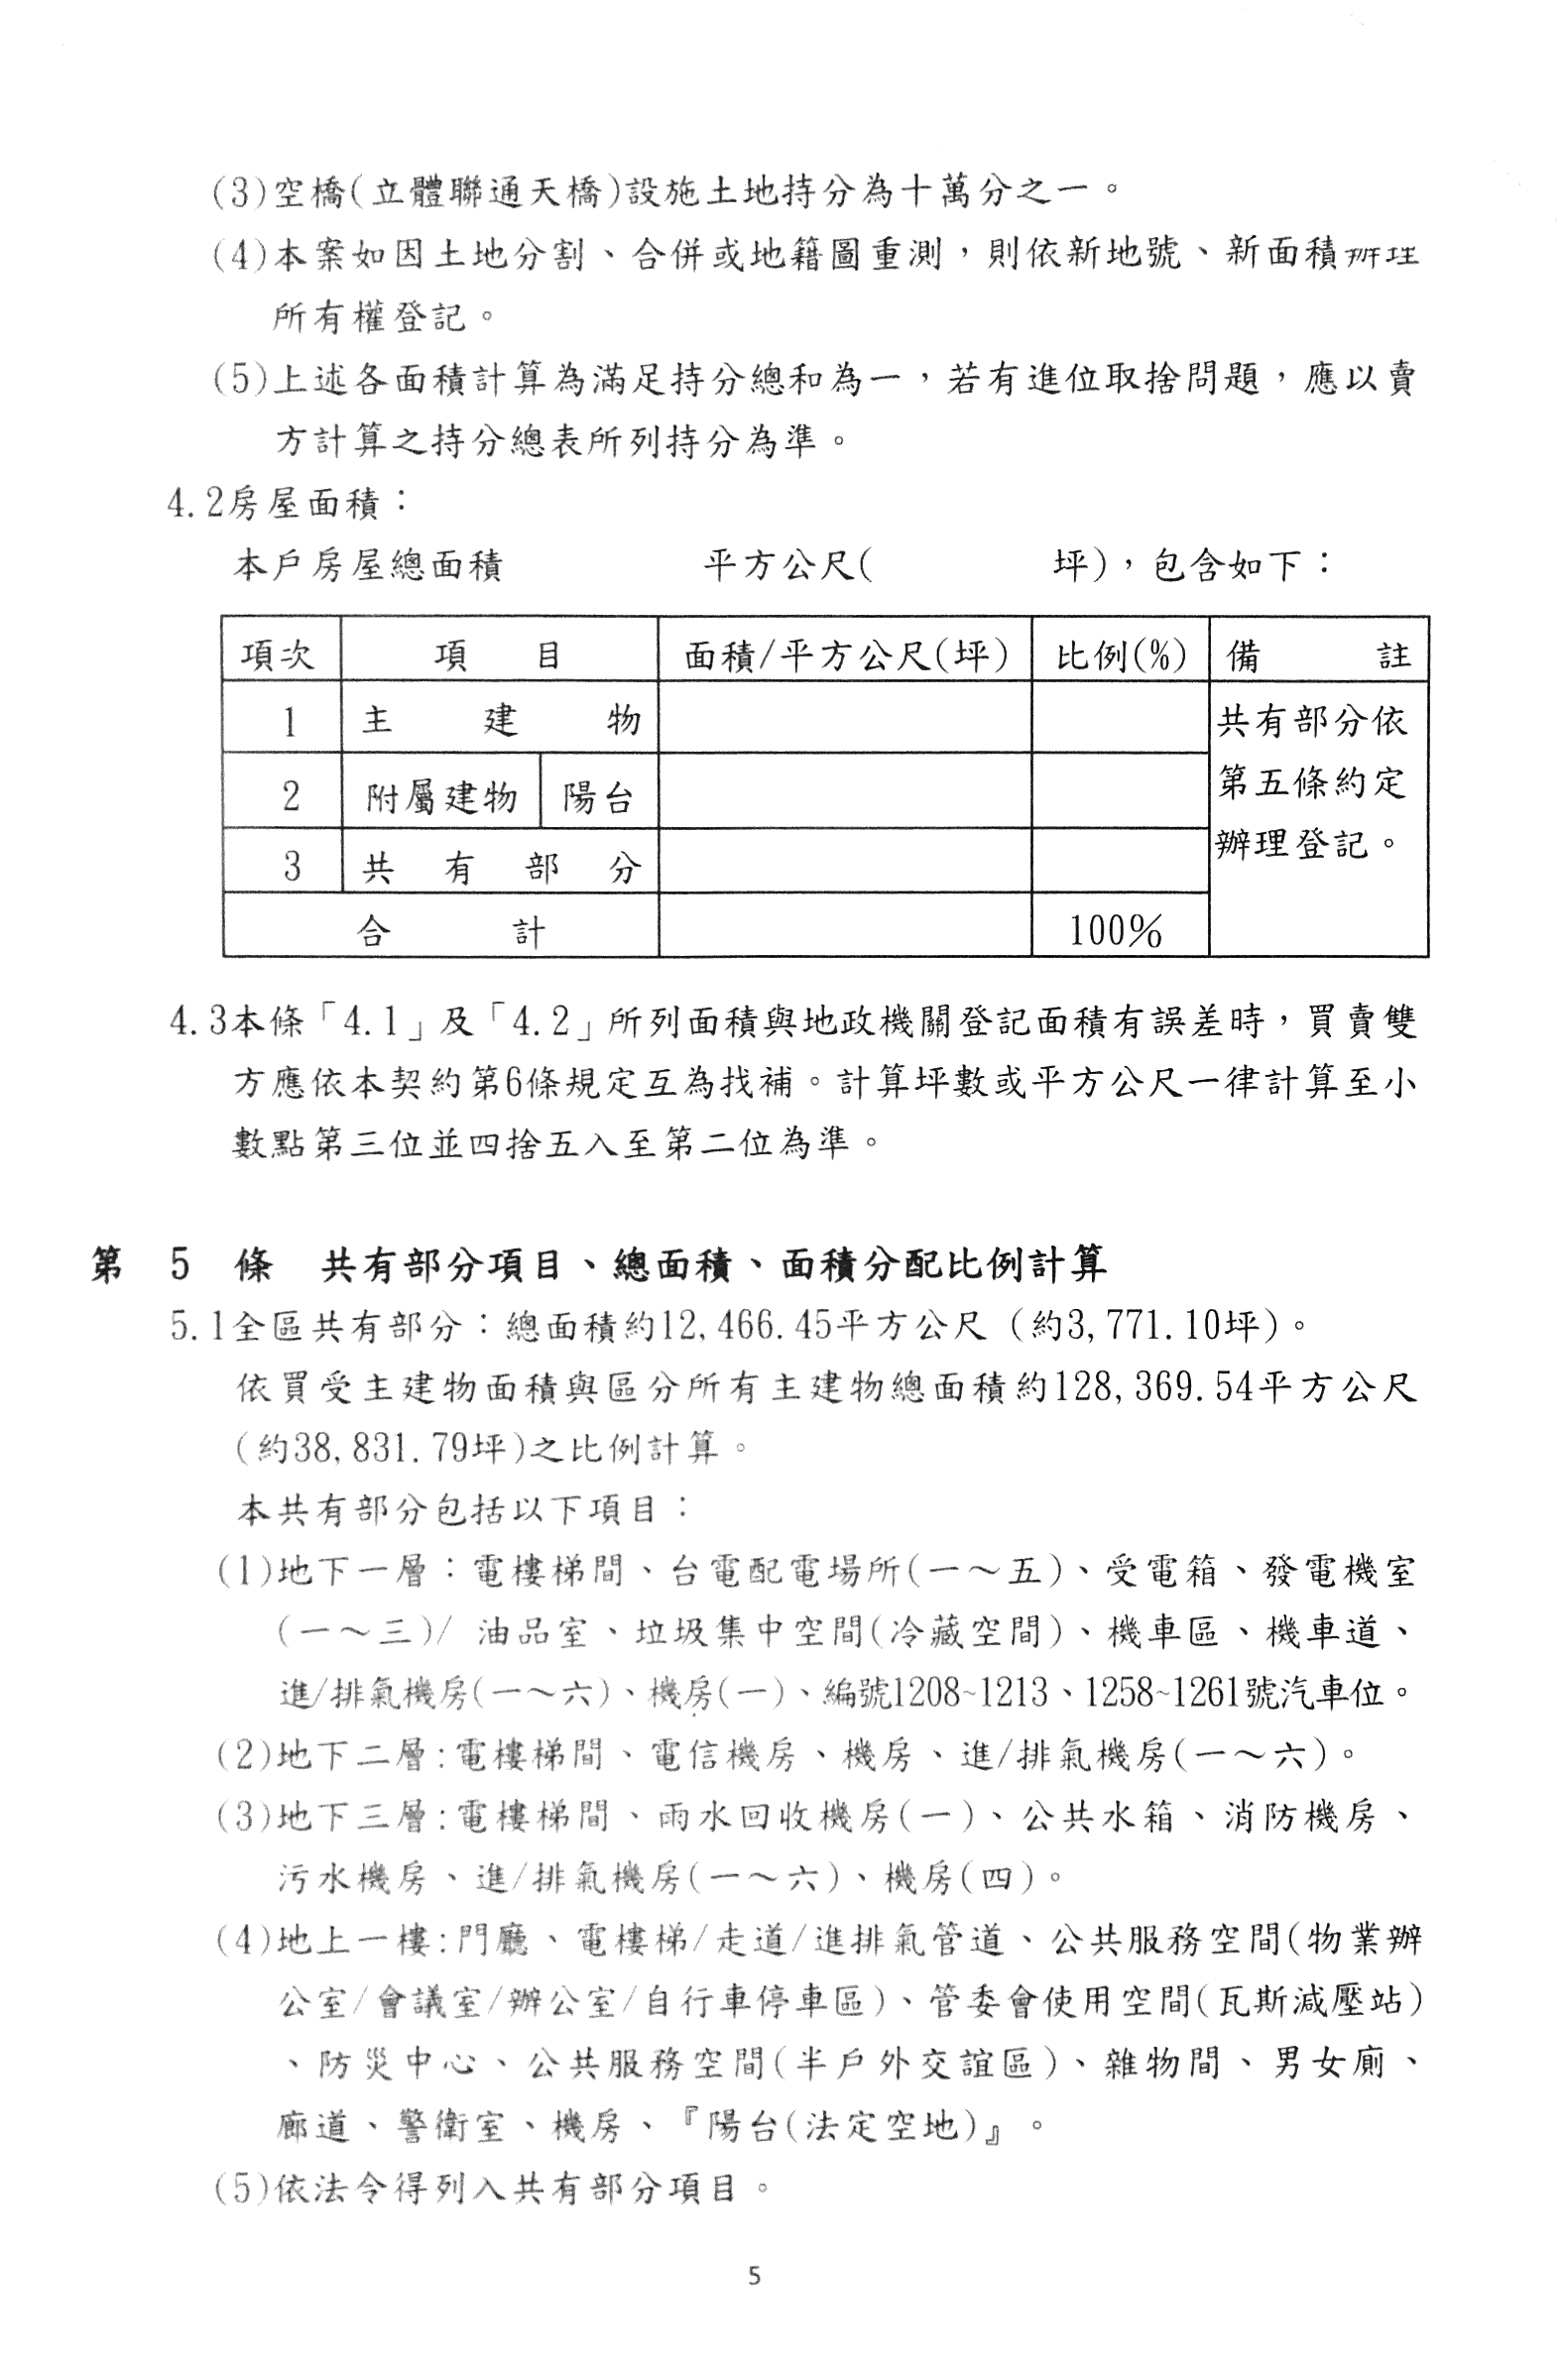 (3)空橋(立體聯通天橋)設施土地持分為十萬分之一。
(4)本案如因土地分割、合併或地籍圖重測，則依新地號、新面積辦理
所有權登記。
(5)上述各面積計算為滿足持分總和為一，若有進位取捨問題，應以賣
方計算之持分總表所列持分為準。
4.2房屋面積：
本戶房屋總面積 平方公尺( 坪)，包含如下：
項次 項 目 面積/平方公尺(坪) 比例(%) 備 註
1 主 建 物 共有部分依
2 附屬建物 陽台 第五條約定
辦理登記。
3 共 有 部 分
合 計 100%
4.3本條「4.1」及「4.2」所列面積與地政機關登記面積有誤差時，買賣雙
方應依本契約第6條規定互為找補。計算坪數或平方公尺一律計算至小
數點第三位並四捨五入至第二位為準。
第 5 條 共有部分項目、總面積、面積分配比例計算
5.1全區共有部分：總面積約12,466.45平方公尺（約3,771.10坪)。
依買受主建物面積與區分所有主建物總面積約128,369.54平方公尺
(約38,831.79坪)之比例計算。
本共有部分包括以下項目：
(1)地下一層：電樓梯間、台電配電場所(一～五)、受電箱、發電機室
(一～三)/ 油品室、垃圾集中空間(冷藏空間)、機車區、機車道、
進/排氣機房(一～六)、機房(一)、編號1208~1213、1258~1261號汽車位。
(2)地下二層:電樓梯間、電信機房、機房、進/排氣機房(一～六)。
(3)地下三層:電樓梯間、雨水回收機房(一)、公共水箱、消防機房、
污水機房、進/排氣機房(一～六)、機房(四)。
(4)地上一樓:門廳、電樓梯/走道/進排氣管道、公共服務空間(物業辦
公室/會議室/辦公室/自行車停車區)、管委會使用空間(瓦斯減壓站)
、防災中心、公共服務空間(半戶外交誼區)、雜物間、男女廁、
廊道、警衛室、機房、『陽台(法定空地)』。
(5)依法令得列入共有部分項目。
5